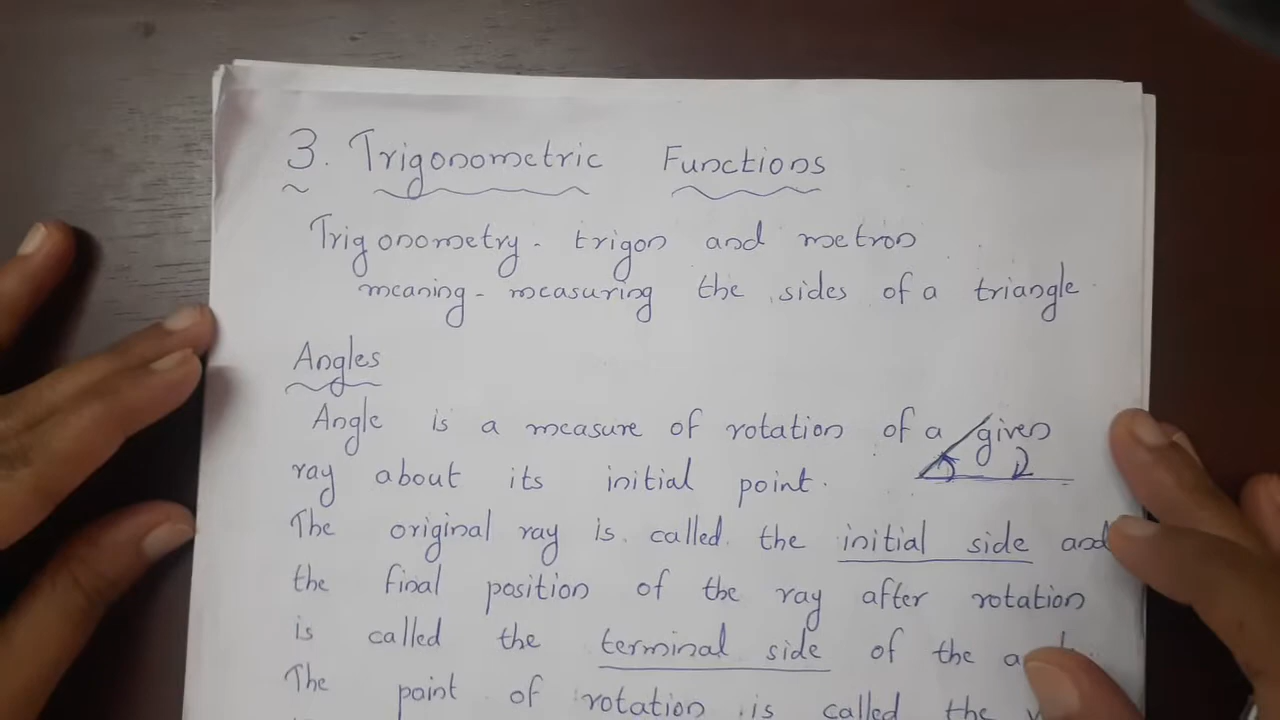 3. Trigonometric Functions
Trigonometry - trigon and metron
meaning - measuring the sides of a triangle.
Angles
Angle is a measure of rotation of a given
ray about its initial point.
The original ray is called the initial side and
the final position of the ray after rotation
is called the terminal side of the
The point of rotation is called the